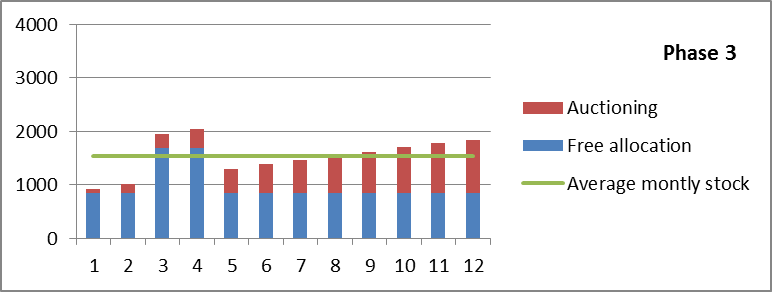 4000
3000
2000
1000
0
1 2 3 4 5 6 7 8 9 10 11 12
Phase 3
Auctioning
Free allocation
Average montly stock